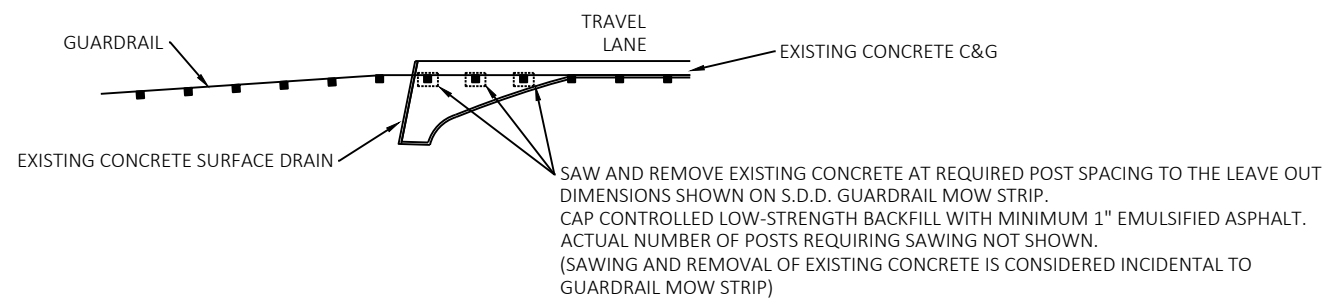 TRAVEL
LANE
GUARDRAIL
EXISTING CONCRETE C&G
EXISTING CONCRETE SURFACE DRAIN
SAW AND REMOVE EXISTING CONCRETE AT REQUIRED POST SPACING TO THE LEAVE OUT
DIMENSIONS SHOWN ON S.D.D. GUARDRAIL MOW STRIP.
CAP CONTROLLED LOW-STRENGTH BACKFILL WITH MINIMUM 1" EMULSIFIED ASPHALT.
ACTUAL NUMBER OF POSTS REQUIRING SAWING NOT SHOWN.
(SAWING AND REMOVAL OF EXISTING CONCRETE IS CONSIDERED INCIDENTAL TO
GUARDRAIL MOW STRIP)